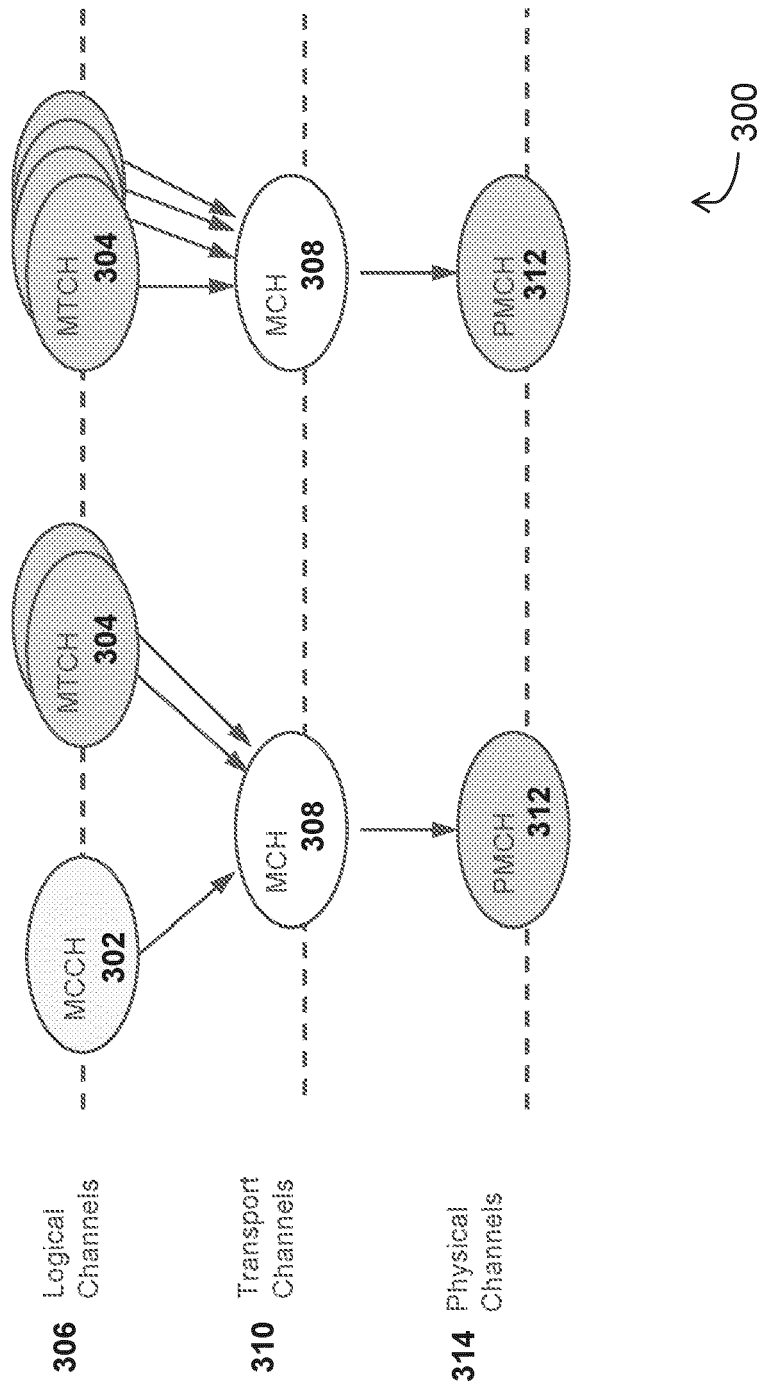 306 Logical
Channels
MCCH
302
MTCH
304
MTCH
304
310 Transport
Channels
MCH
308
MCH
308
314 Physical
Channels
PMCH
312
PMCH
312
300